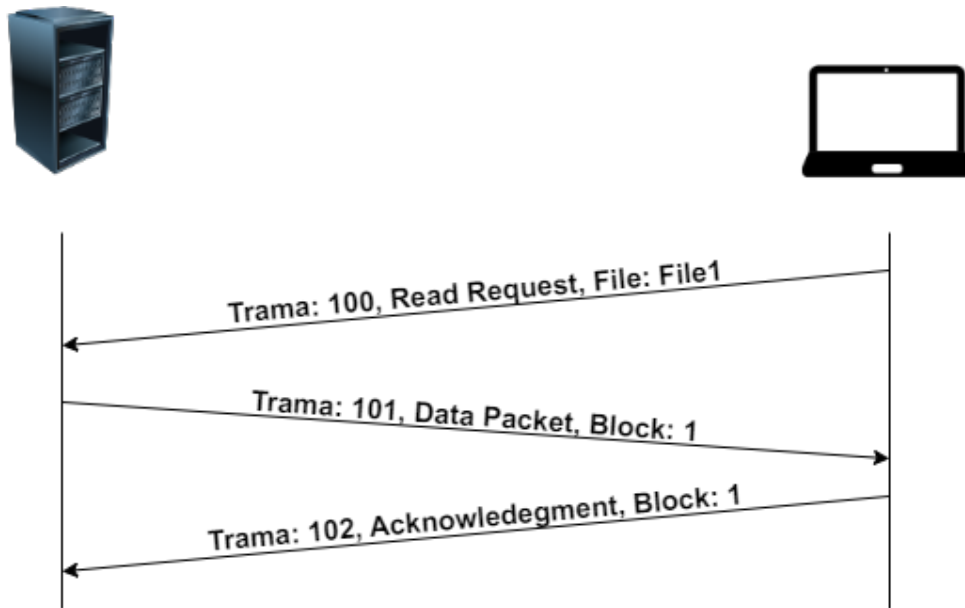 Trama: 100, Read Request, File: File1
Trama: 101, Data Packet, Block: 1
Trama: 102, Acknowledegment, Block: 1